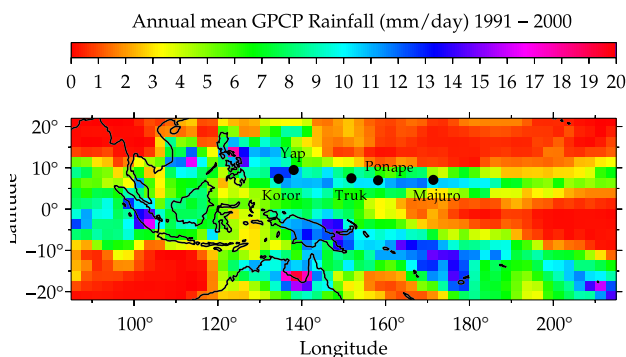 Annual mean GPCP Rainfall (mm/day) 1991 – 2000
0 1 2 3 4 5 6 7 8 9 10 11 12 13 14 15 16 17 18 19 20
20°
10°
0°
−10°
−20°
Latitude
Yap
Koror
Truk
Ponape
Majuro
100° 120° 140° 160° 180° 200°
Longitude